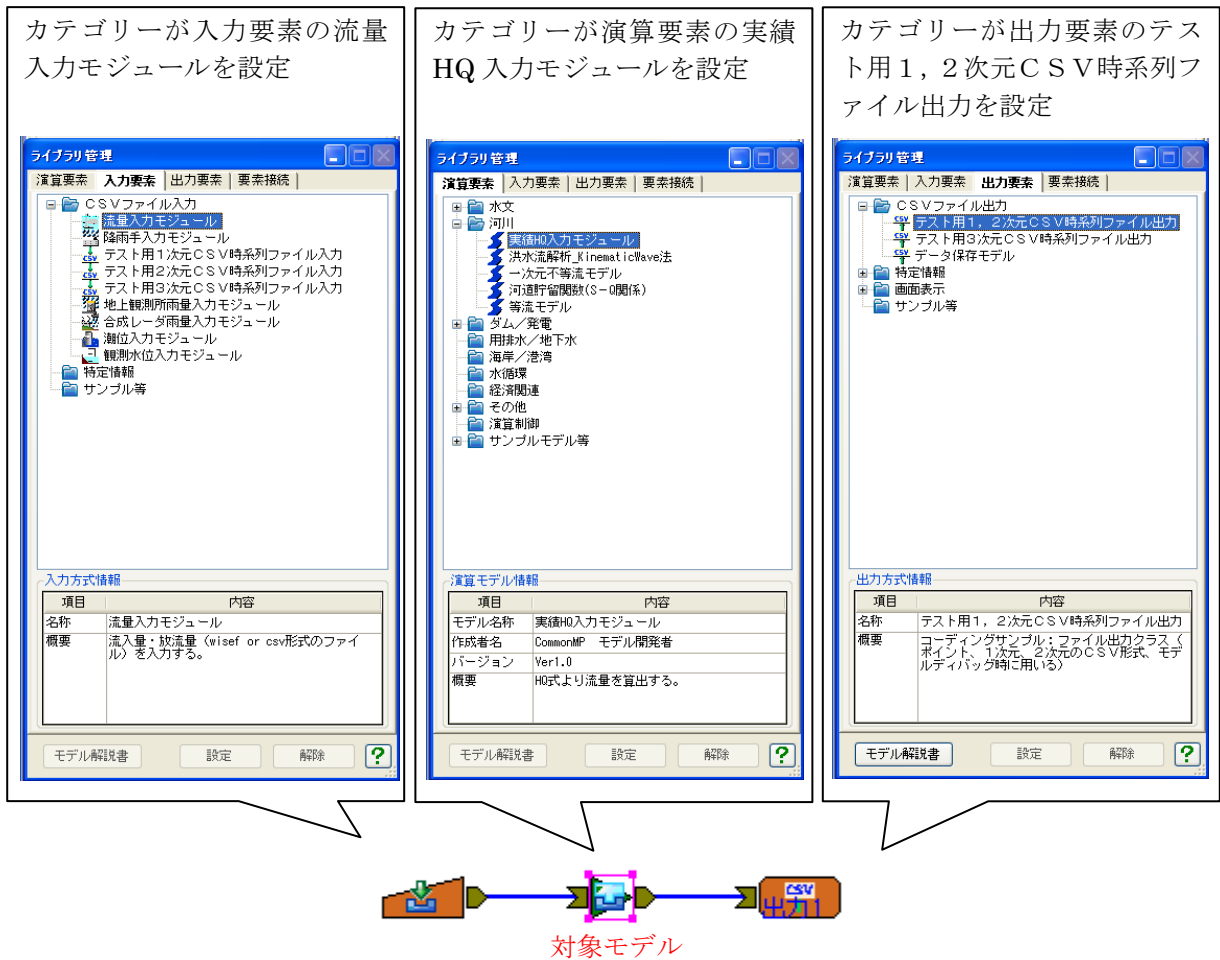 カテゴリーが入力要素の流量
入力モジュールを設定
ライブラリ管理
演算要素 入力要素 出力要素 要素接続
CSVファイル入力
流量入力モジュール
降雨手入力モジュール
テスト用1次元CSV時系列ファイル入力
テスト用2次元CSV時系列ファイル入力
テスト用3次元CSV時系列ファイル入力
地上観測所雨量入力モジュール
合成レーダ雨量入力モジュール
潮位入力モジュール
観測水位入力モジュール
特定情報
サンプル等
入力方式情報
項目 内容
名称 流量入力モジュール
概要 流入量・放流量（wisef or csv形式のファイ
ル）を入力する。
モデル解説書 設定 解除 ?
カテゴリーが演算要素の実績
HQ 入力モジュールを設定
ライブラリ管理
演算要素 入力要素 出力要素 要素接続
水文
河川
実績HQ入力モジュール
洪水流解析_KinematicWave法
一次元不等流モデル
河道貯留関数(S-Q関係)
等流モデル
ダム／発電
用排水／地下水
海岸／港湾
水循環
経済関連
その他
演算制御
サンプルモデル等
演算モデル情報
項目 内容
モデル名称 実績HQ入力モジュール
作成者名 CommonMP モデル開発者
バージョン Ver1.0
概要 HQ式より流量を算出する。
モデル解説書 設定 解除 ?
カテゴリーが出力要素のテス
ト用１，２次元ＣＳＶ時系列フ
ァイル出力を設定
ライブラリ管理
演算要素 入力要素 出力要素 要素接続
CSVファイル出力
テスト用1，2次元CSV時系列ファイル出力
テスト用3次元CSV時系列ファイル出力
データ保存モデル
特定情報
画面表示
サンプル等
出力方式情報
項目 内容
名称 テスト用1，2次元CSV時系列ファイル出力
概要 コーディングサンプル：ファイル出力クラス（
ポイント、1次元、2次元のCSV形式、モデ
ルディバッグ時に用いる）
モデル解説書 設定 解除 ?
CSV
出力1
対象モデル